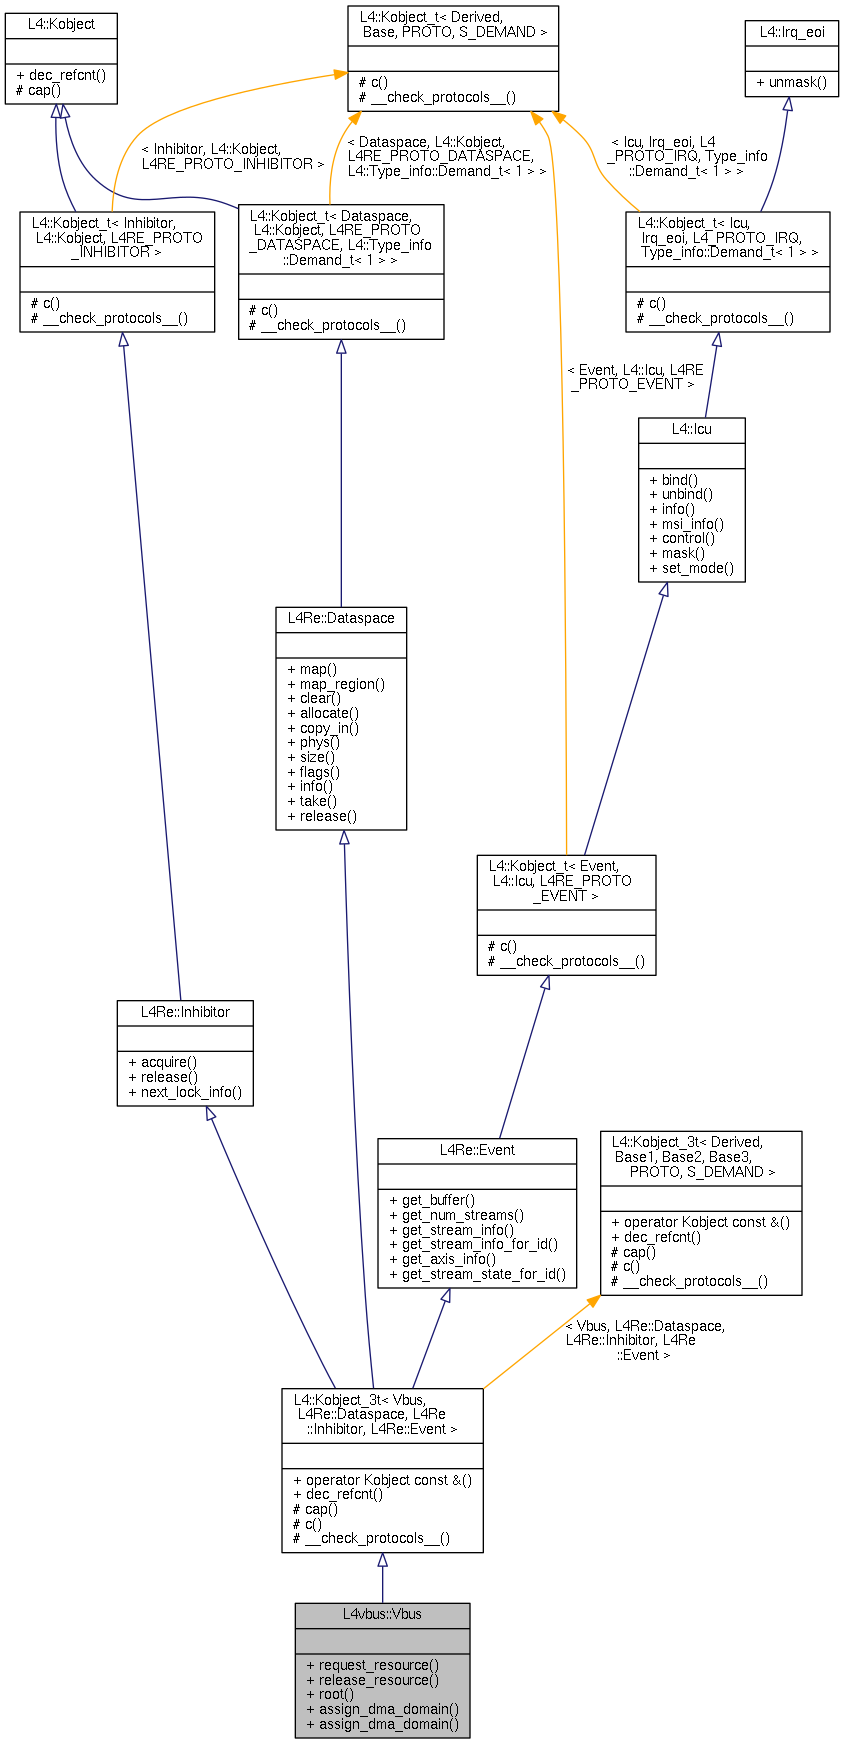 L4::Kobject
+ dec_refcnt()
# cap()
L4::Kobject_t< Derived,
Base, PROTO, S_DEMAND >
# c()
# __check_protocols__()
L4::Irq_eoi
+ unmask()
< Inhibitor, L4::Kobject,
L4RE_PROTO_INHIBITOR >
< Dataspace, L4::Kobject,
L4RE_PROTO_DATASPACE,
L4::Type_info::Demand_t< 1 > >
< Icu, Irq_eoi, L4
_PROTO_IRQ, Type_info
::Demand_t< 1 > >
L4::Kobject_t< Inhibitor,
L4::Kobject, L4RE_PROTO
_INHIBITOR >
# c()
# __check_protocols__()
L4::Kobject_t< Dataspace,
L4::Kobject, L4RE_PROTO
_DATASPACE, L4::Type_info
::Demand_t< 1 > >
# c()
# __check_protocols__()
L4::Kobject_t< Icu,
Irq_eoi, L4_PROTO_IRQ,
Type_info::Demand_t< 1 > >
# c()
# __check_protocols__()
< Event, L4::Icu, L4RE
_PROTO_EVENT >
L4::Icu
+ bind()
+ unbind()
+ info()
+ msi_info()
+ control()
+ mask()
+ set_mode()
L4Re::Dataspace
+ map()
+ map_region()
+ clear()
+ allocate()
+ copy_in()
+ phys()
+ size()
+ flags()
+ info()
+ take()
+ release()
L4::Kobject_t< Event,
L4::Icu, L4RE_PROTO
_EVENT >
# c()
# __check_protocols__()
L4Re::Inhibitor
+ acquire()
+ release()
+ next_lock_info()
L4Re::Event
+ get_buffer()
+ get_num_streams()
+ get_stream_info()
+ get_stream_info_for_id()
+ get_axis_info()
+ get_stream_state_for_id()
L4::Kobject_3t< Derived,
Base1, Base2, Base3,
PROTO, S_DEMAND >
+ operator Kobject const &()
+ dec_refcnt()
# cap()
# c()
# __check_protocols__()
< Vbus, L4Re::Dataspace,
L4Re::Inhibitor, L4Re
::Event >
L4::Kobject_3t< Vbus,
L4Re::Dataspace, L4Re
::Inhibitor, L4Re::Event >
+ operator Kobject const &()
+ dec_refcnt()
# cap()
# c()
# __check_protocols__()
L4vbus::Vbus
+ request_resource()
+ release_resource()
+ root()
+ assign_dma_domain()
+ assign_dma_domain()